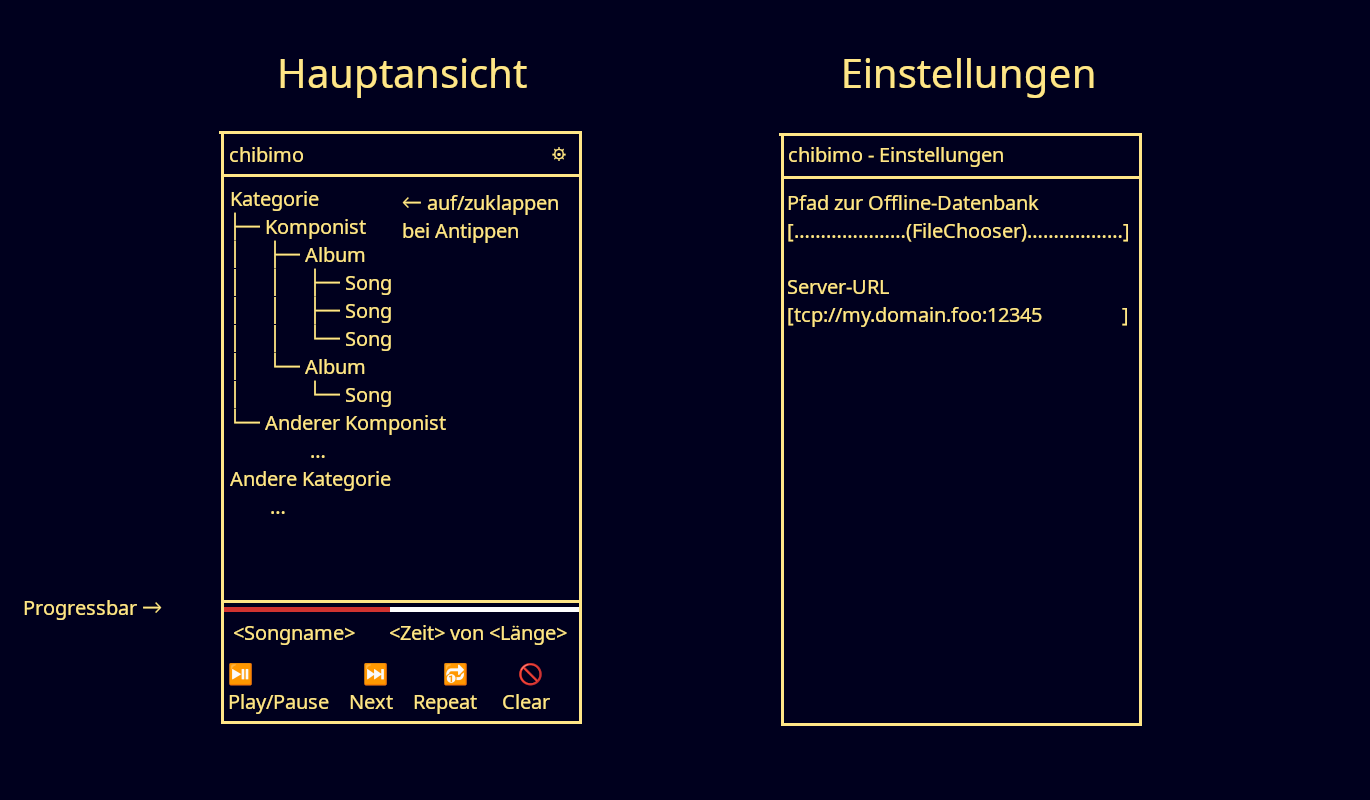 Hauptansicht
chibimo ⚙
Kategorie
├── Komponist
│ ├── Album
│ │ ├── Song
│ │ ├── Song
│ │ └── Song
│ └── Album
│ └── Song
└── Anderer Komponist
...
Andere Kategorie
...
← auf/zuklappen
bei Antippen
Progressbar →
<Songname> <Zeit> von <Länge>
⏯ ⏭ 🔂 🚫
Play/Pause Next Repeat Clear
Einstellungen
chibimo - Einstellungen
Pfad zur Offline-Datenbank
[.....................(FileChooser)..................]
Server-URL
[tcp://my.domain.foo:12345 ]